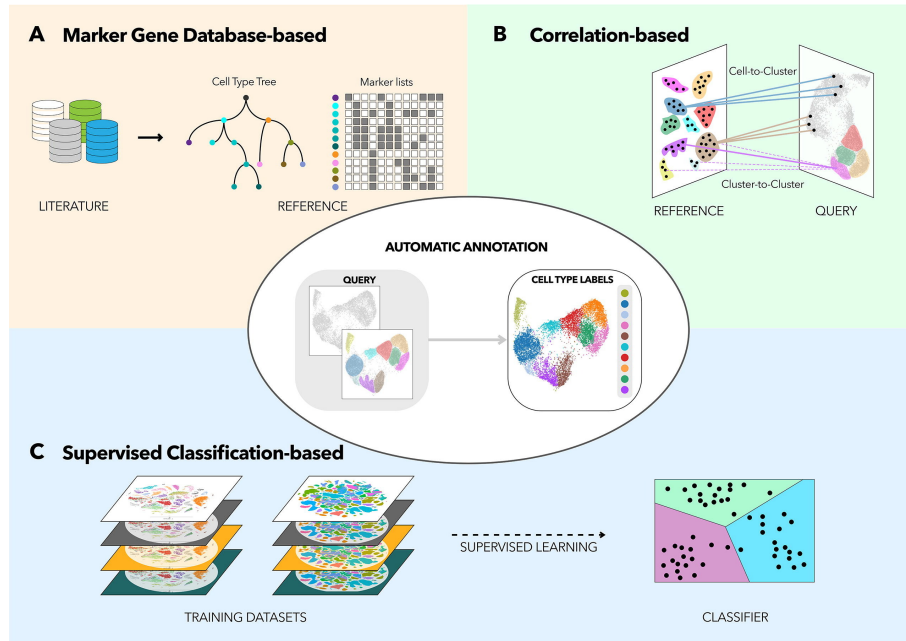 A Marker Gene Database-based
Cell Type Tree
Marker lists
LITERATURE
REFERENCE
B Correlation-based
Cell-to-Cluster
Cluster-to-Cluster
REFERENCE
QUERY
AUTOMATIC ANNOTATION
QUERY
CELL TYPE LABELS
C Supervised Classification-based
SUPERVISED LEARNING
TRAINING DATASETS
CLASSIFIER